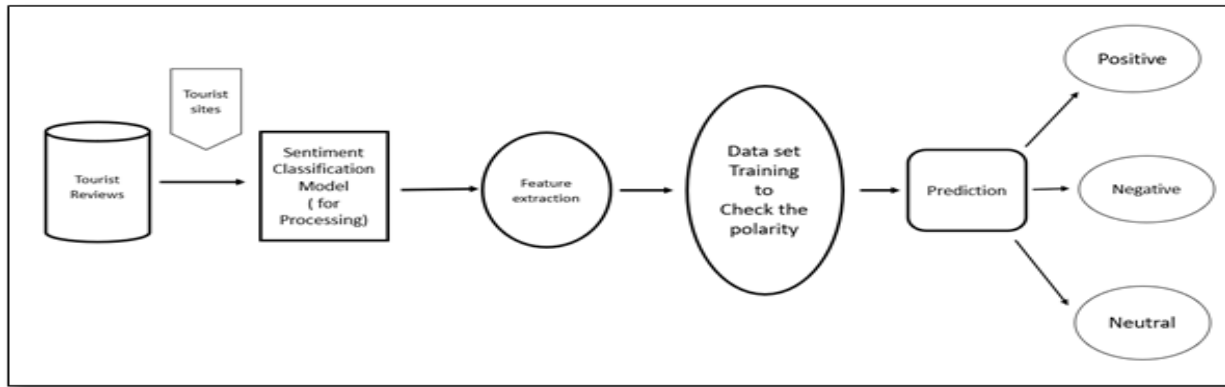 Tourist
sites
Tourist
Reviews
Sentiment
Classification
Model
( for
Processing)
Feature
extraction
Data set
Training
to
Check the
polarity
Prediction
Positive
Negative
Neutral